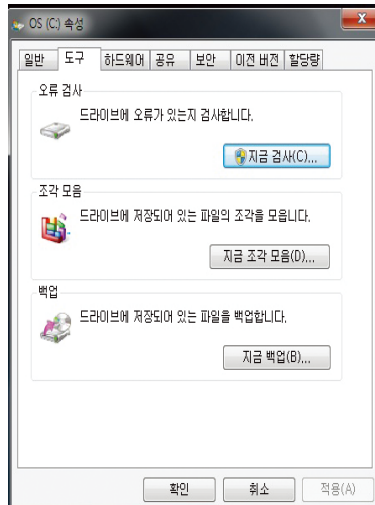 OS (C:) 속성
일반 도구 하드웨어 공유 보안 이전 버전 할당량
오류 검사
드라이브에 오류가 있는지 검사합니다.
지금 검사(C)...
조각 모음
드라이브에 저장되어 있는 파일의 조각을 모읍니다.
지금 조각 모음(D)...
백업
드라이브에 저장되어 있는 파일을 백업합니다.
지금 백업(B)...
확인 취소 적용(A)